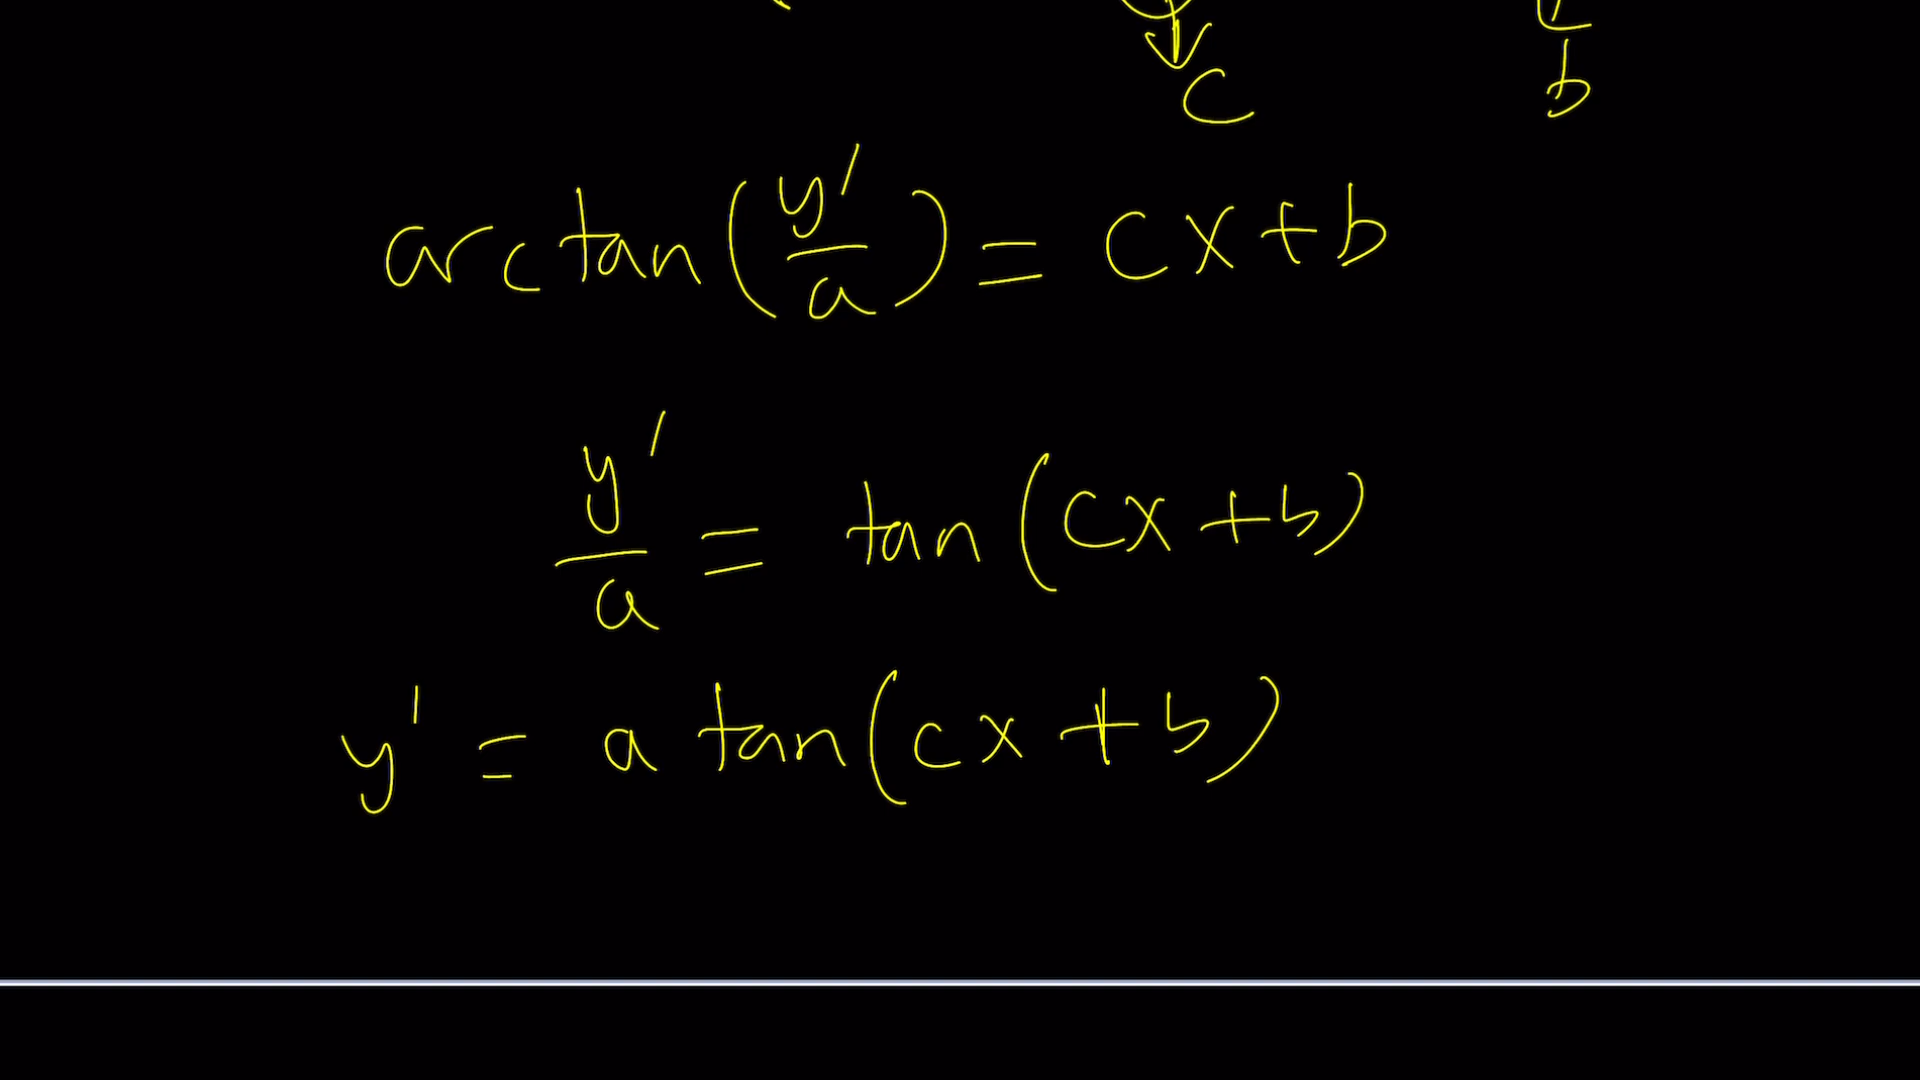 c b
arctan(y'/a) = cx+b
y'/a = tan(cx+b)
y' = a tan(cx+b)